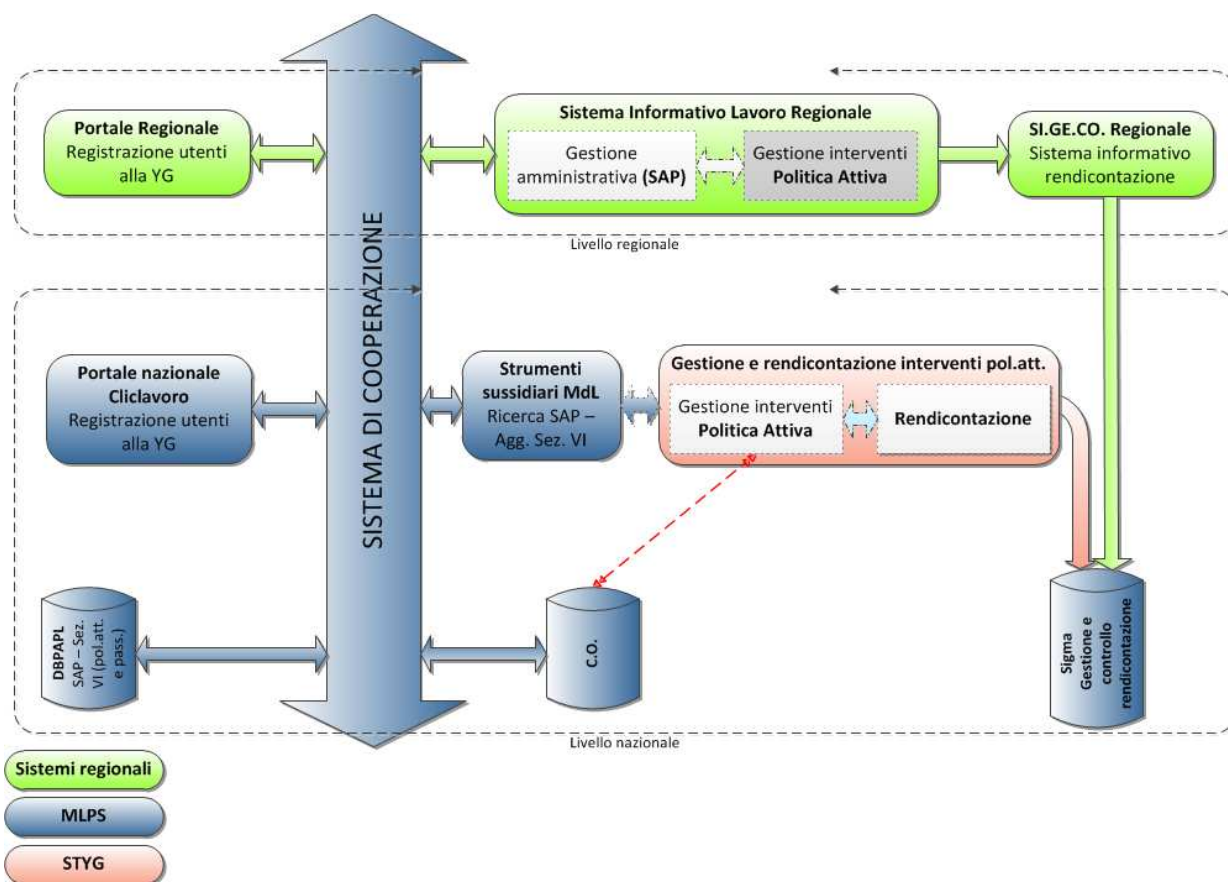 Portale Regionale
Registrazione utenti
alla YG
SISTEMA DI COOPERAZIONE
Sistema Informativo Lavoro Regionale
Gestione
amministrativa (SAP)
Gestione interventi
Politica Attiva
SI.GE.CO. Regionale
Sistema informativo
rendicontazione
Livello regionale
Portale nazionale
Cliclavoro
Registrazione utenti
alla YG
Strumenti
sussidiari MdL
Ricerca SAP –
Agg. Sez. VI
Gestione e rendicontazione interventi pol.att.
Gestione interventi
Politica Attiva
Rendicontazione
DBPAPL
SAP – Sez.
VI (pol.att.
e pass.)
C.O.
Sigma
Gestione e
controllo
rendicontazione
Livello nazionale
Sistemi regionali
MLPS
STYG